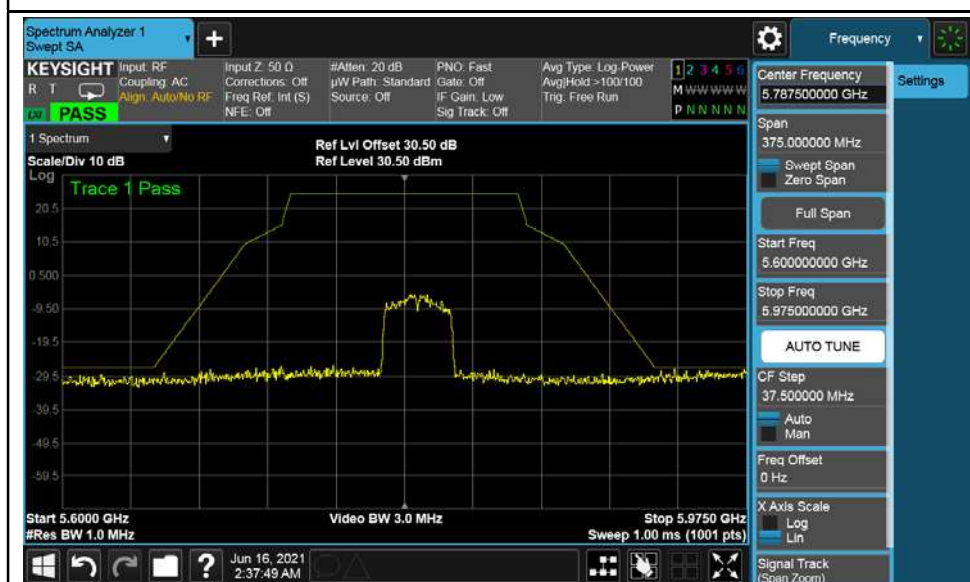 Spectrum Analyzer 1
Swept SA
Frequency
KEYSIGHT
R T
PASS
Input: RF
Coupling: AC
Align: Auto/No RF
Input Z: 50 Ω
Corrections: Off
Freq Ref: Int (S)
NFE: Off
#Atten: 20 dB
µW Path: Standard
Source: Off
PNO: Fast
Gate: Off
IF Gain: Low
Sig Track: Off
Avg Type: Log-Power
Avg|Hold:>100/100
Trig: Free Run
1 2 3 4 5 6
M W W W W W
P N N N N N
1 Spectrum
Scale/Div 10 dB
Ref Lvl Offset 30.50 dB
Ref Level 30.50 dBm
Log
Trace 1 Pass
20.5
10.5
0.500
-9.50
-19.5
-29.5
-39.5
-49.5
-59.5
Start 5.6000 GHz
#Res BW 1.0 MHz
Video BW 3.0 MHz
Stop 5.9750 GHz
Sweep 1.00 ms (1001 pts)
Jun 16, 2021
2:37:49 AM
Center Frequency
5.787500000 GHz
Settings
Span
375.000000 MHz
Swept Span
Zero Span
Full Span
Start Freq
5.600000000 GHz
Stop Freq
5.975000000 GHz
AUTO TUNE
CF Step
37.500000 MHz
Auto
Man
Freq Offset
0 Hz
X Axis Scale
Log
Lin
Signal Track
(Span Zoom)